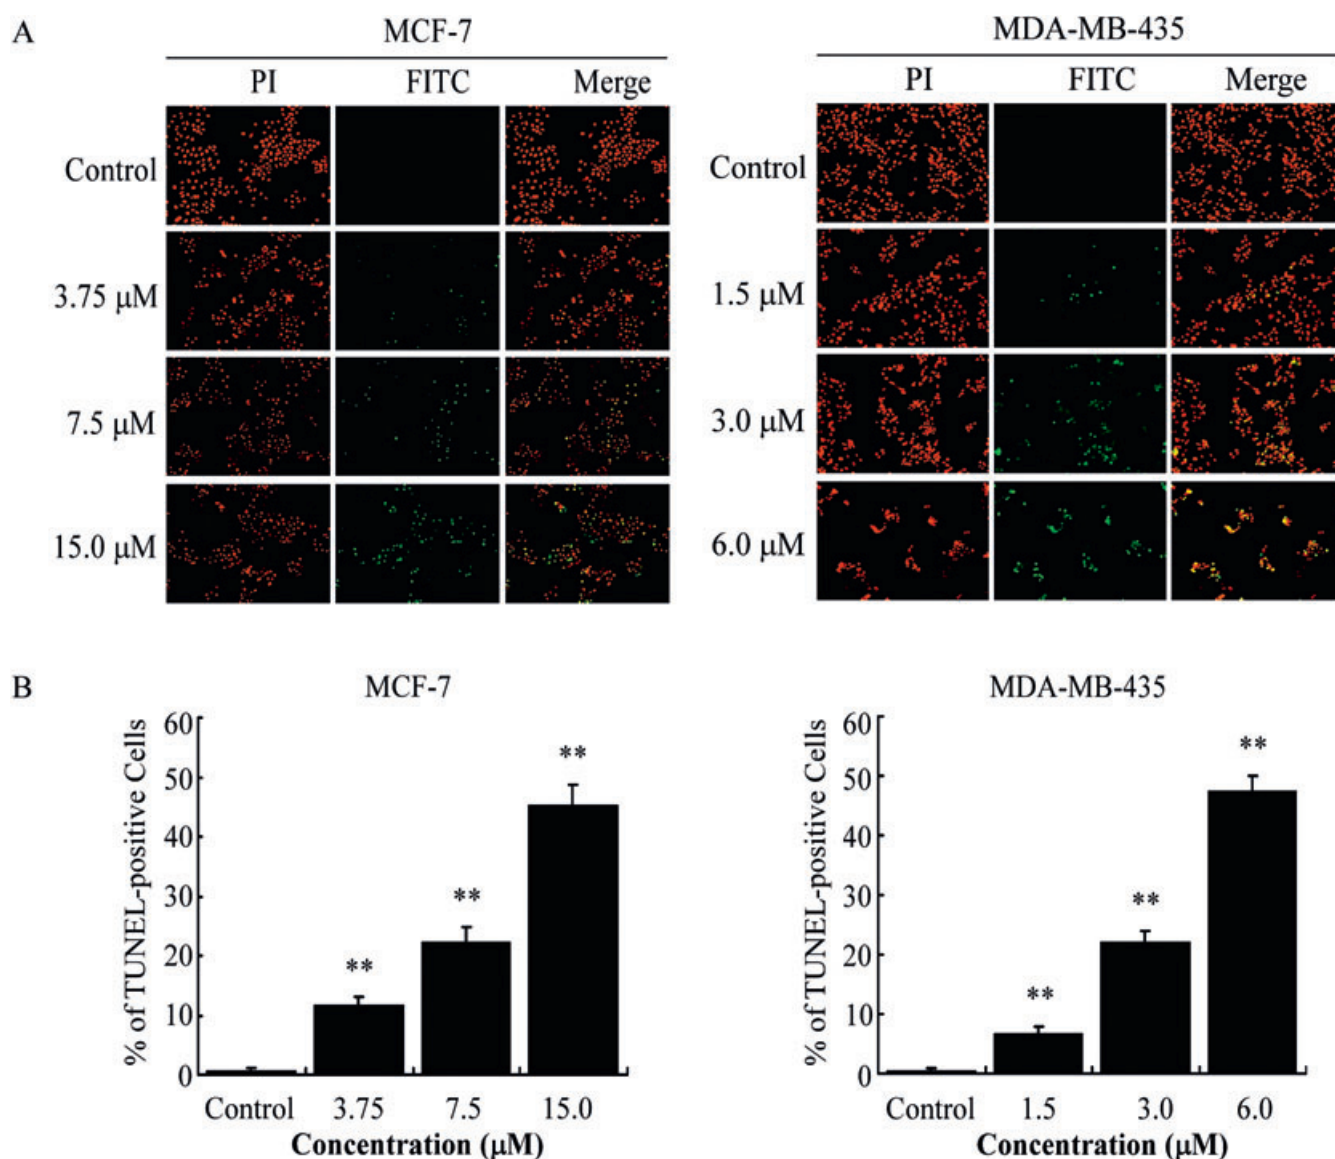 A
MCF-7
MDA-MB-435
PI FITC Merge
PI FITC Merge
Control
3.75 μM
7.5 μM
15.0 μM
Control
1.5 μM
3.0 μM
6.0 μM
B
MCF-7
% of TUNEL-positive Cells
60
50
40
30
20
10
0
**
**
**
Control 3.75 7.5 15.0
Concentration (μM)
MDA-MB-435
% of TUNEL-positive Cells
60
50
40
30
20
10
0
**
**
**
Control 1.5 3.0 6.0
Concentration (μM)